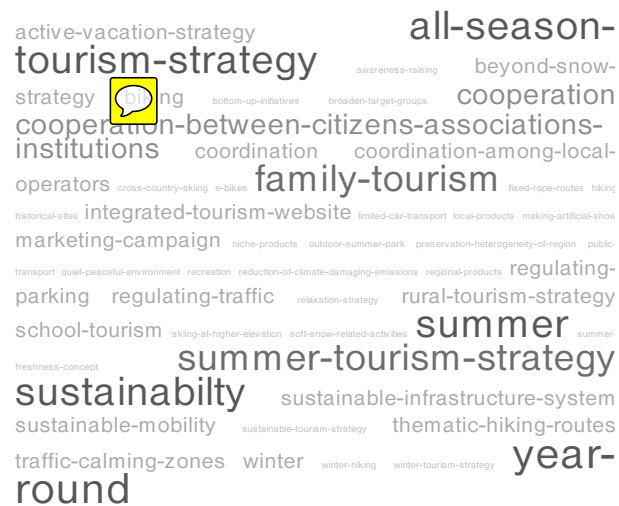 active-vacation-strategy all-season-
tourism-strategy awareness-raising beyond-snow-
strategy biking bottom-up-initiatives broaden-target-groups cooperation
cooperation-between-citizens-associations-
institutions coordination coordination-among-local-
operators cross-country-skiing e-bikes family-tourism fixed-rope-routes hiking
historical-sites integrated-tourism-website limited-car-transport local-products making-artificial-snow
marketing-campaign niche-products outdoor-summer-park preservation-heterogeneity-of-region public-
transport quiet-peaceful-environment recreation reduction-of-climate-damaging-emissions regional-products regulating-
parking regulating-traffic relaxation-strategy rural-tourism-strategy
school-tourism skiing-at-higher-elevation soft-snow-related-activities summer summer-
freshness-concept summer-tourism-strategy
sustainabilty sustainable-infrastructure-system
sustainable-mobility sustainable-tourism-strategy thematic-hiking-routes
traffic-calming-zones winter winter-hiking winter-tourism-strategy year-
round